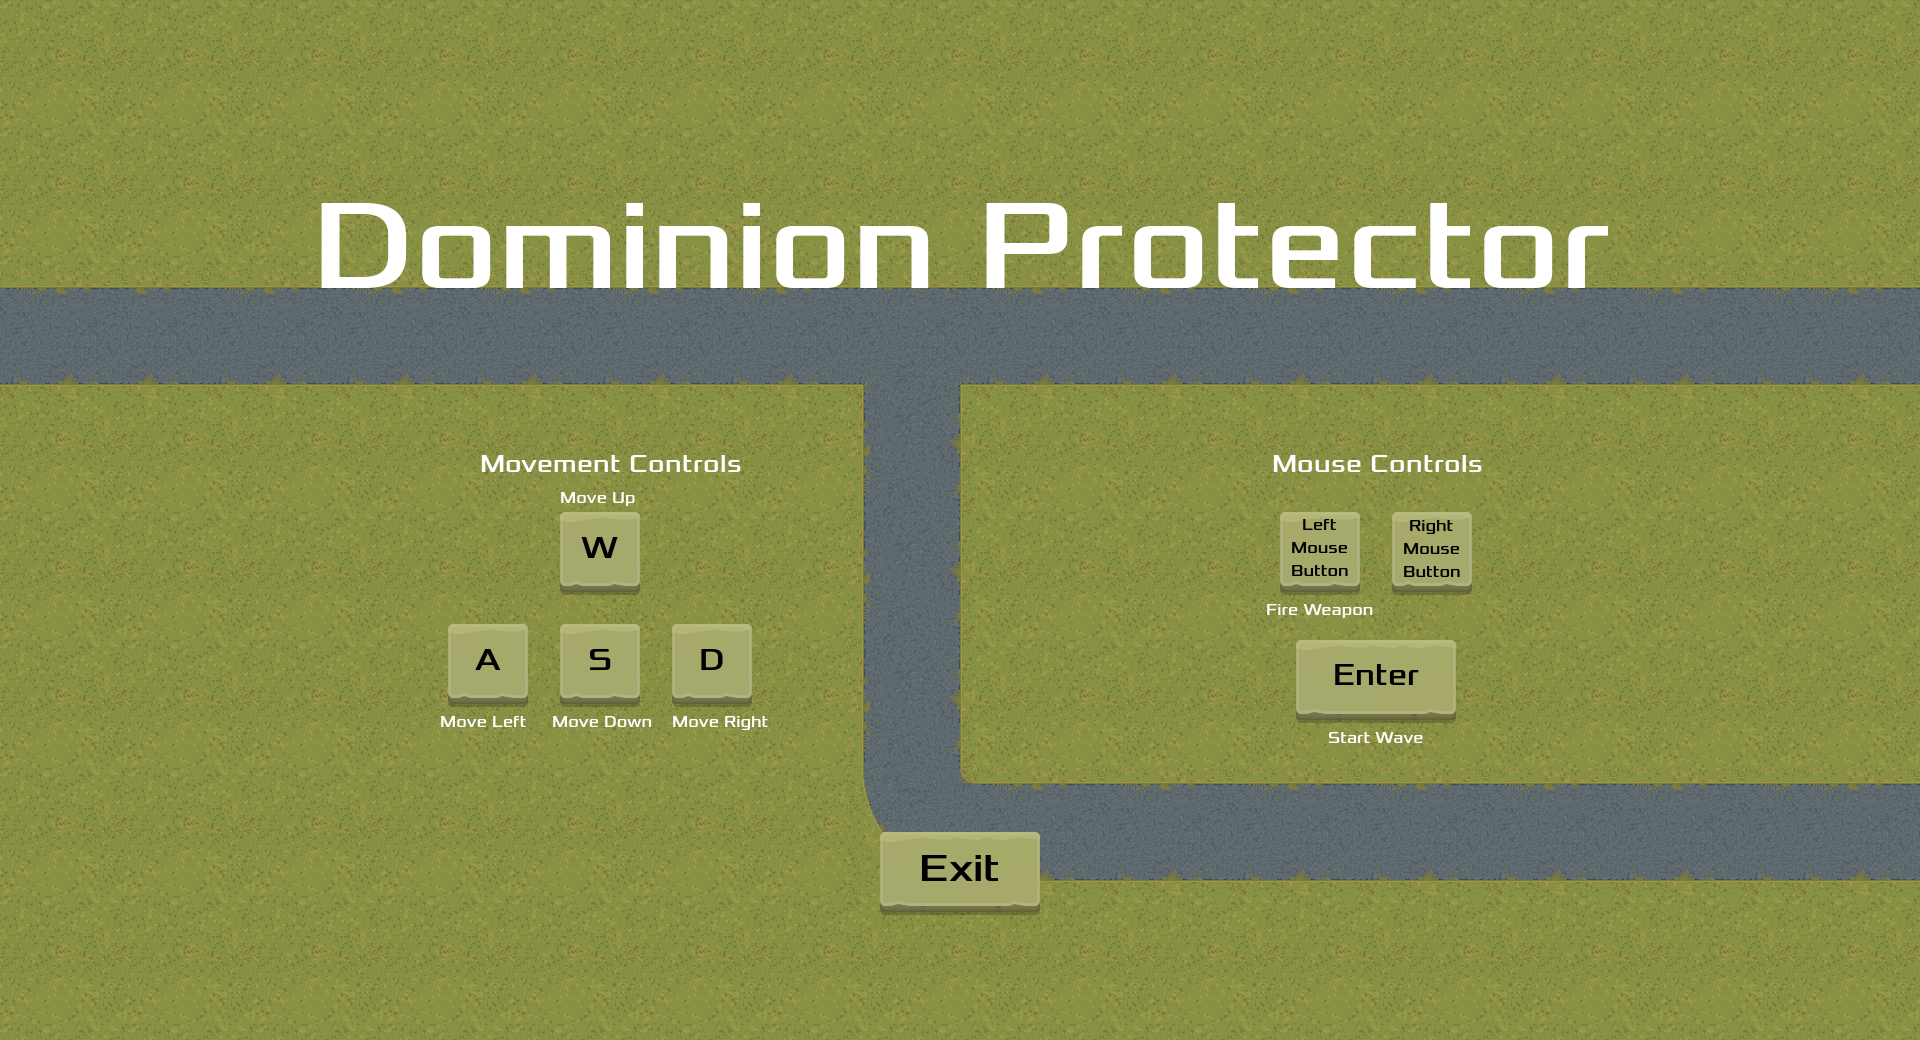 Dominion Protector
Movement Controls
Move Up
W
A S D
Move Left Move Down Move Right
Mouse Controls
Left
Mouse
Button
Right
Mouse
Button
Fire Weapon
Enter
Start Wave
Exit